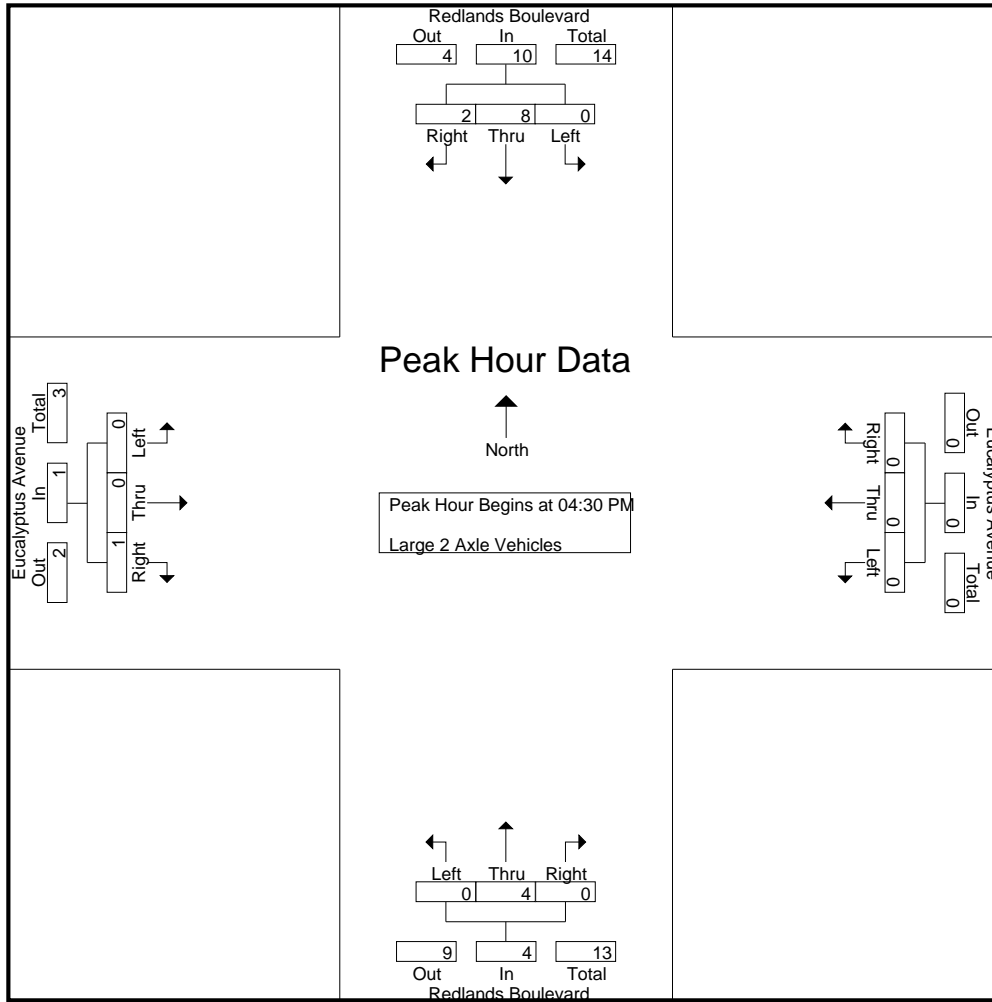 Redlands Boulevard
Out In Total
4 10 14
2 8 0
Right Thru Left
Peak Hour Data
North
Peak Hour Begins at 04:30 PM
Large 2 Axle Vehicles
Eucalyptus Avenue
Total In Out
3 1 2
0 0 1
Left Thru Right
Right Thru Left
0 0 0
Out In Total
0 0 0
Eucalyptus Avenue
Left Thru Right
0 4 0
9 4 13
Out In Total
Redlands Boulevard